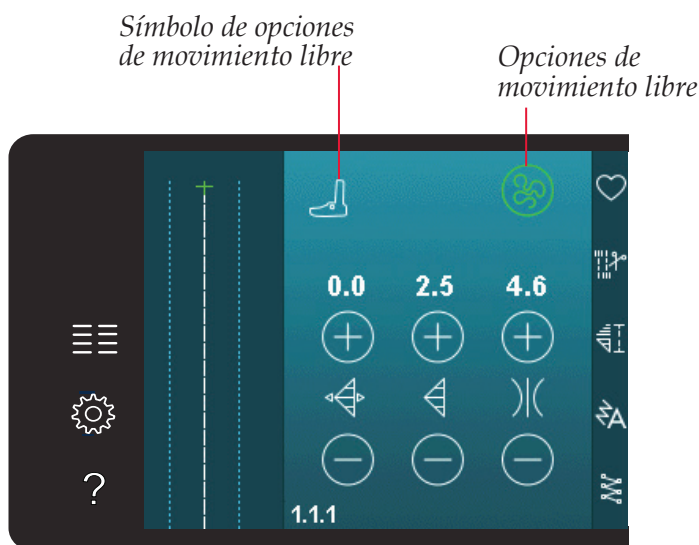 Símbolo de opciones
de movimiento libre
Opciones de
movimiento libre
0.0 2.5 4.6
?
1.1.1